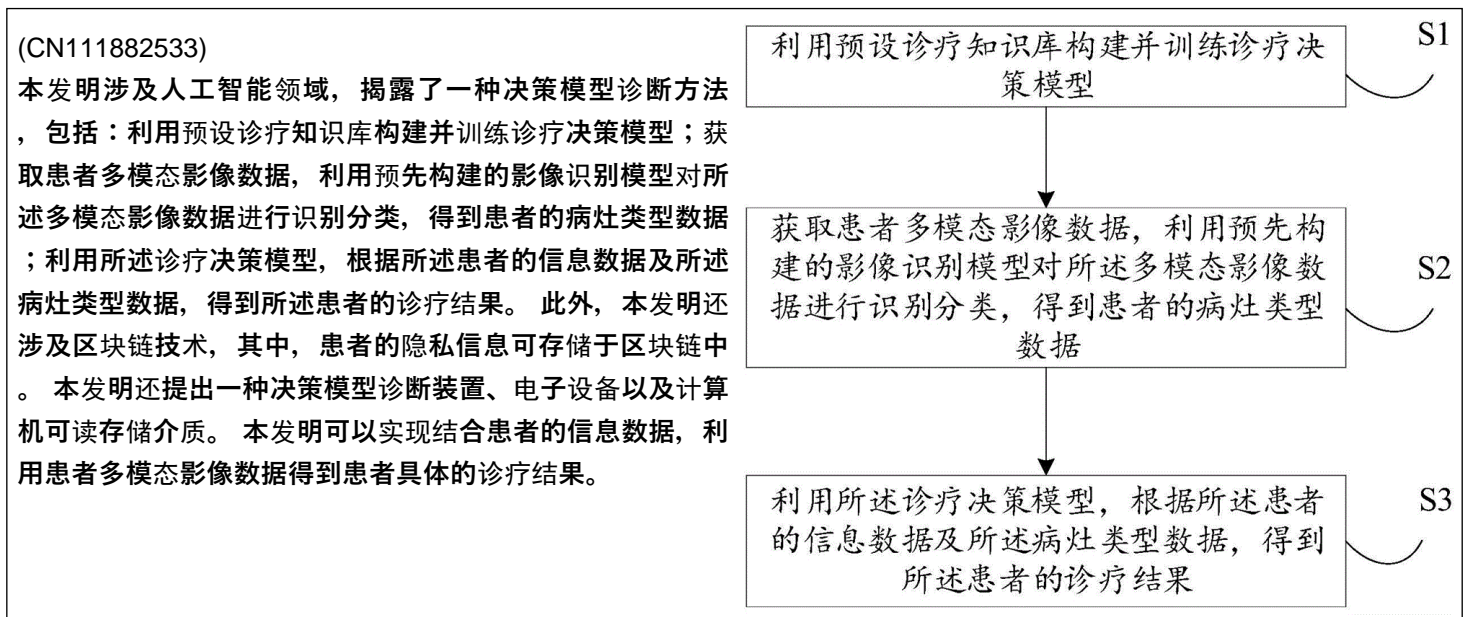 (CN111882533)
本发明涉及人工智能领域，揭露了一种决策模型诊断方法
，包括：利用预设诊疗知识库构建并训练诊疗决策模型；获
取患者多模态影像数据，利用预先构建的影像识别模型对所
述多模态影像数据进行识别分类，得到患者的病灶类型数据
；利用所述诊疗决策模型，根据所述患者的信息数据及所述
病灶类型数据，得到所述患者的诊疗结果。 此外，本发明还
涉及区块链技术，其中，患者的隐私信息可存储于区块链中
。 本发明还提出一种决策模型诊断装置、电子设备以及计算
机可读存储介质。 本发明可以实现结合患者的信息数据，利
用患者多模态影像数据得到患者具体的诊疗结果。
利用预设诊疗知识库构建并训练诊疗决
策模型
S1
获取患者多模态影像数据，利用预先构
建的影像识别模型对所述多模态影像数
据进行识别分类，得到患者的病灶类型
数据
S2
利用所述诊疗决策模型，根据所述患者
的信息数据及所述病灶类型数据，得到
所述患者的诊疗结果
S3